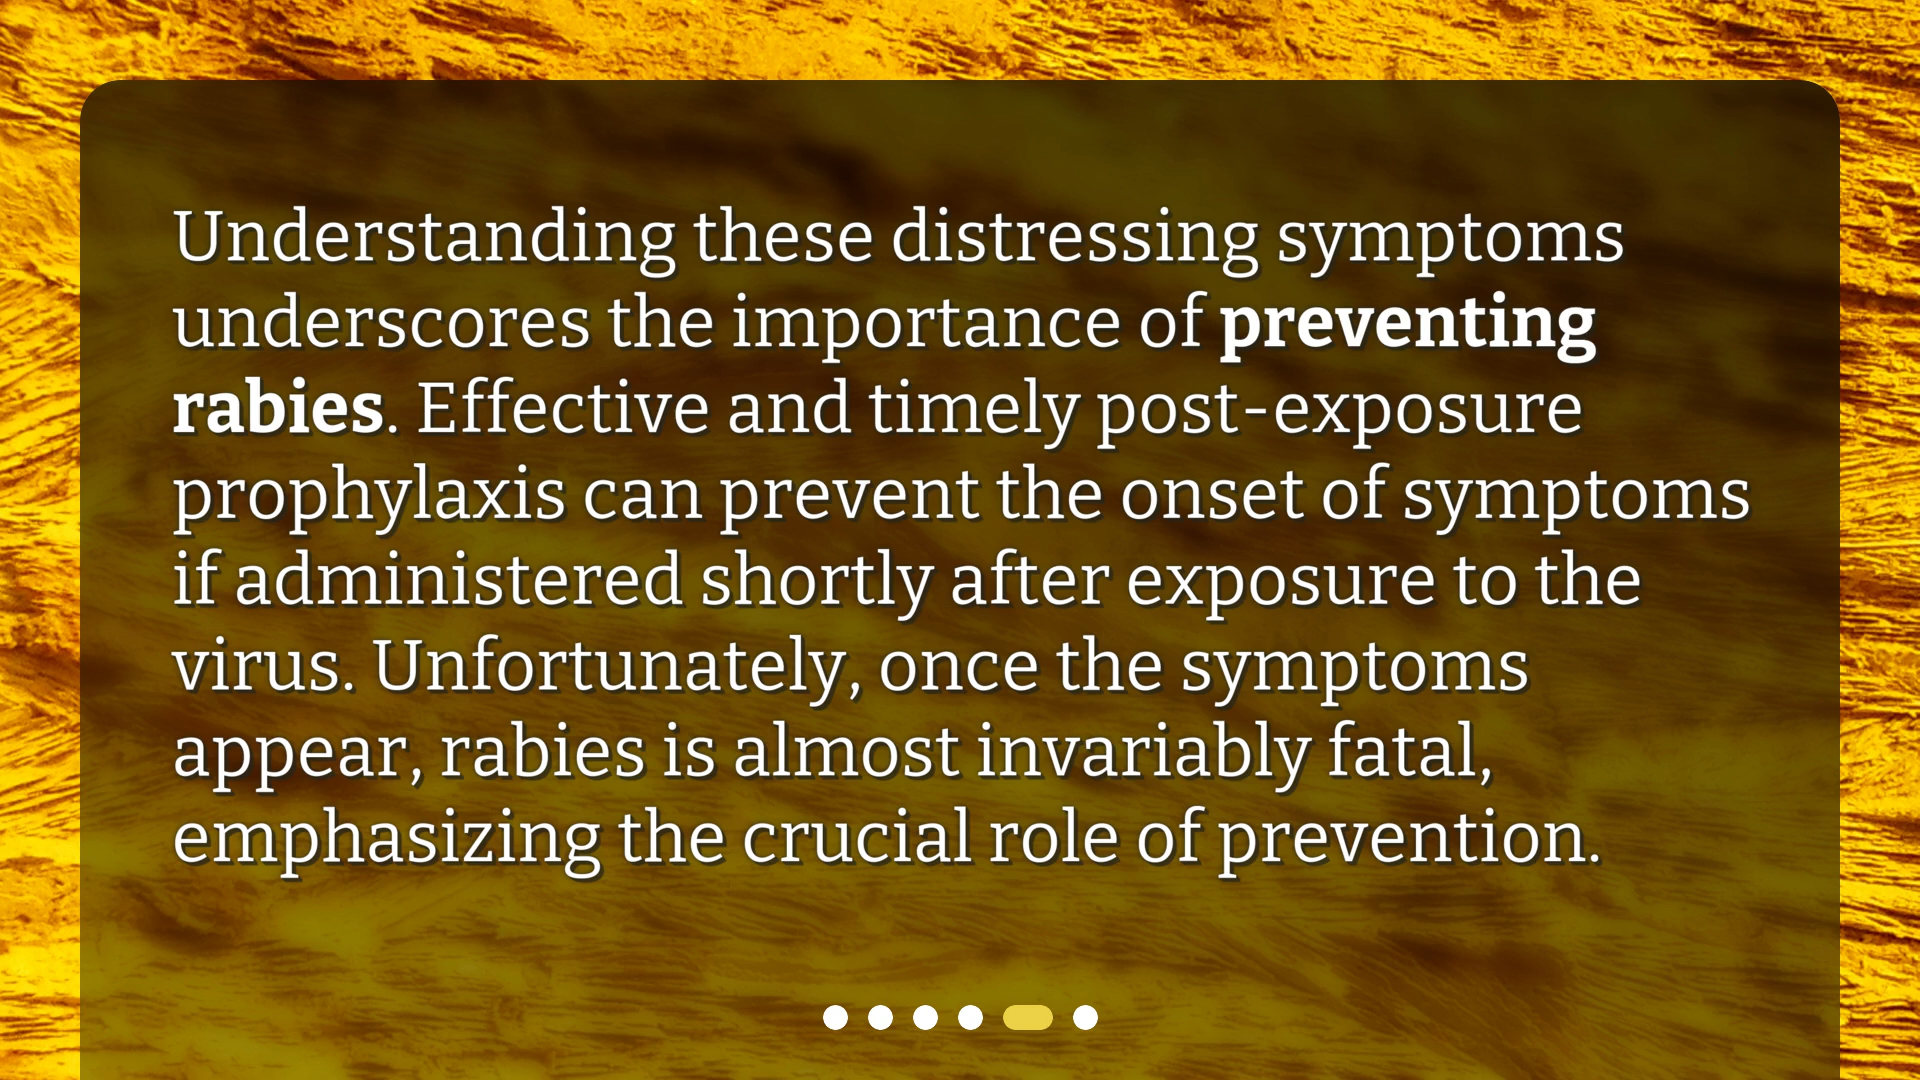 Understanding these distressing symptoms
underscores the importance of preventing
rabies. Effective and timely post-exposure
prophylaxis can prevent the onset of symptoms
if administered shortly after exposure to the
virus. Unfortunately, once the symptoms
appear, rabies is almost invariably fatal,
emphasizing the crucial role of prevention.